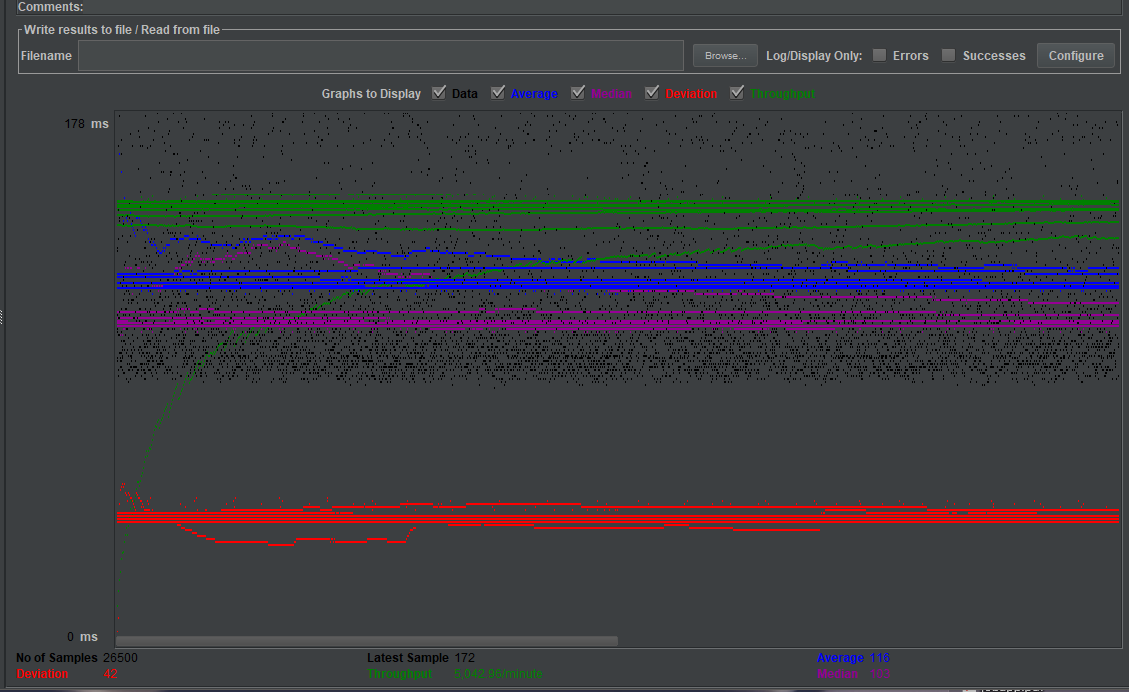 Comments:
Write results to file / Read from file
Filename Browse... Log/Display Only: Errors Successes Configure
Graphs to Display Data Average Median Deviation Throughput
178 ms
0 ms
No of Samples 26500 Latest Sample 172 Average 116
Deviation 42 Throughput 5,042.96/minute Median